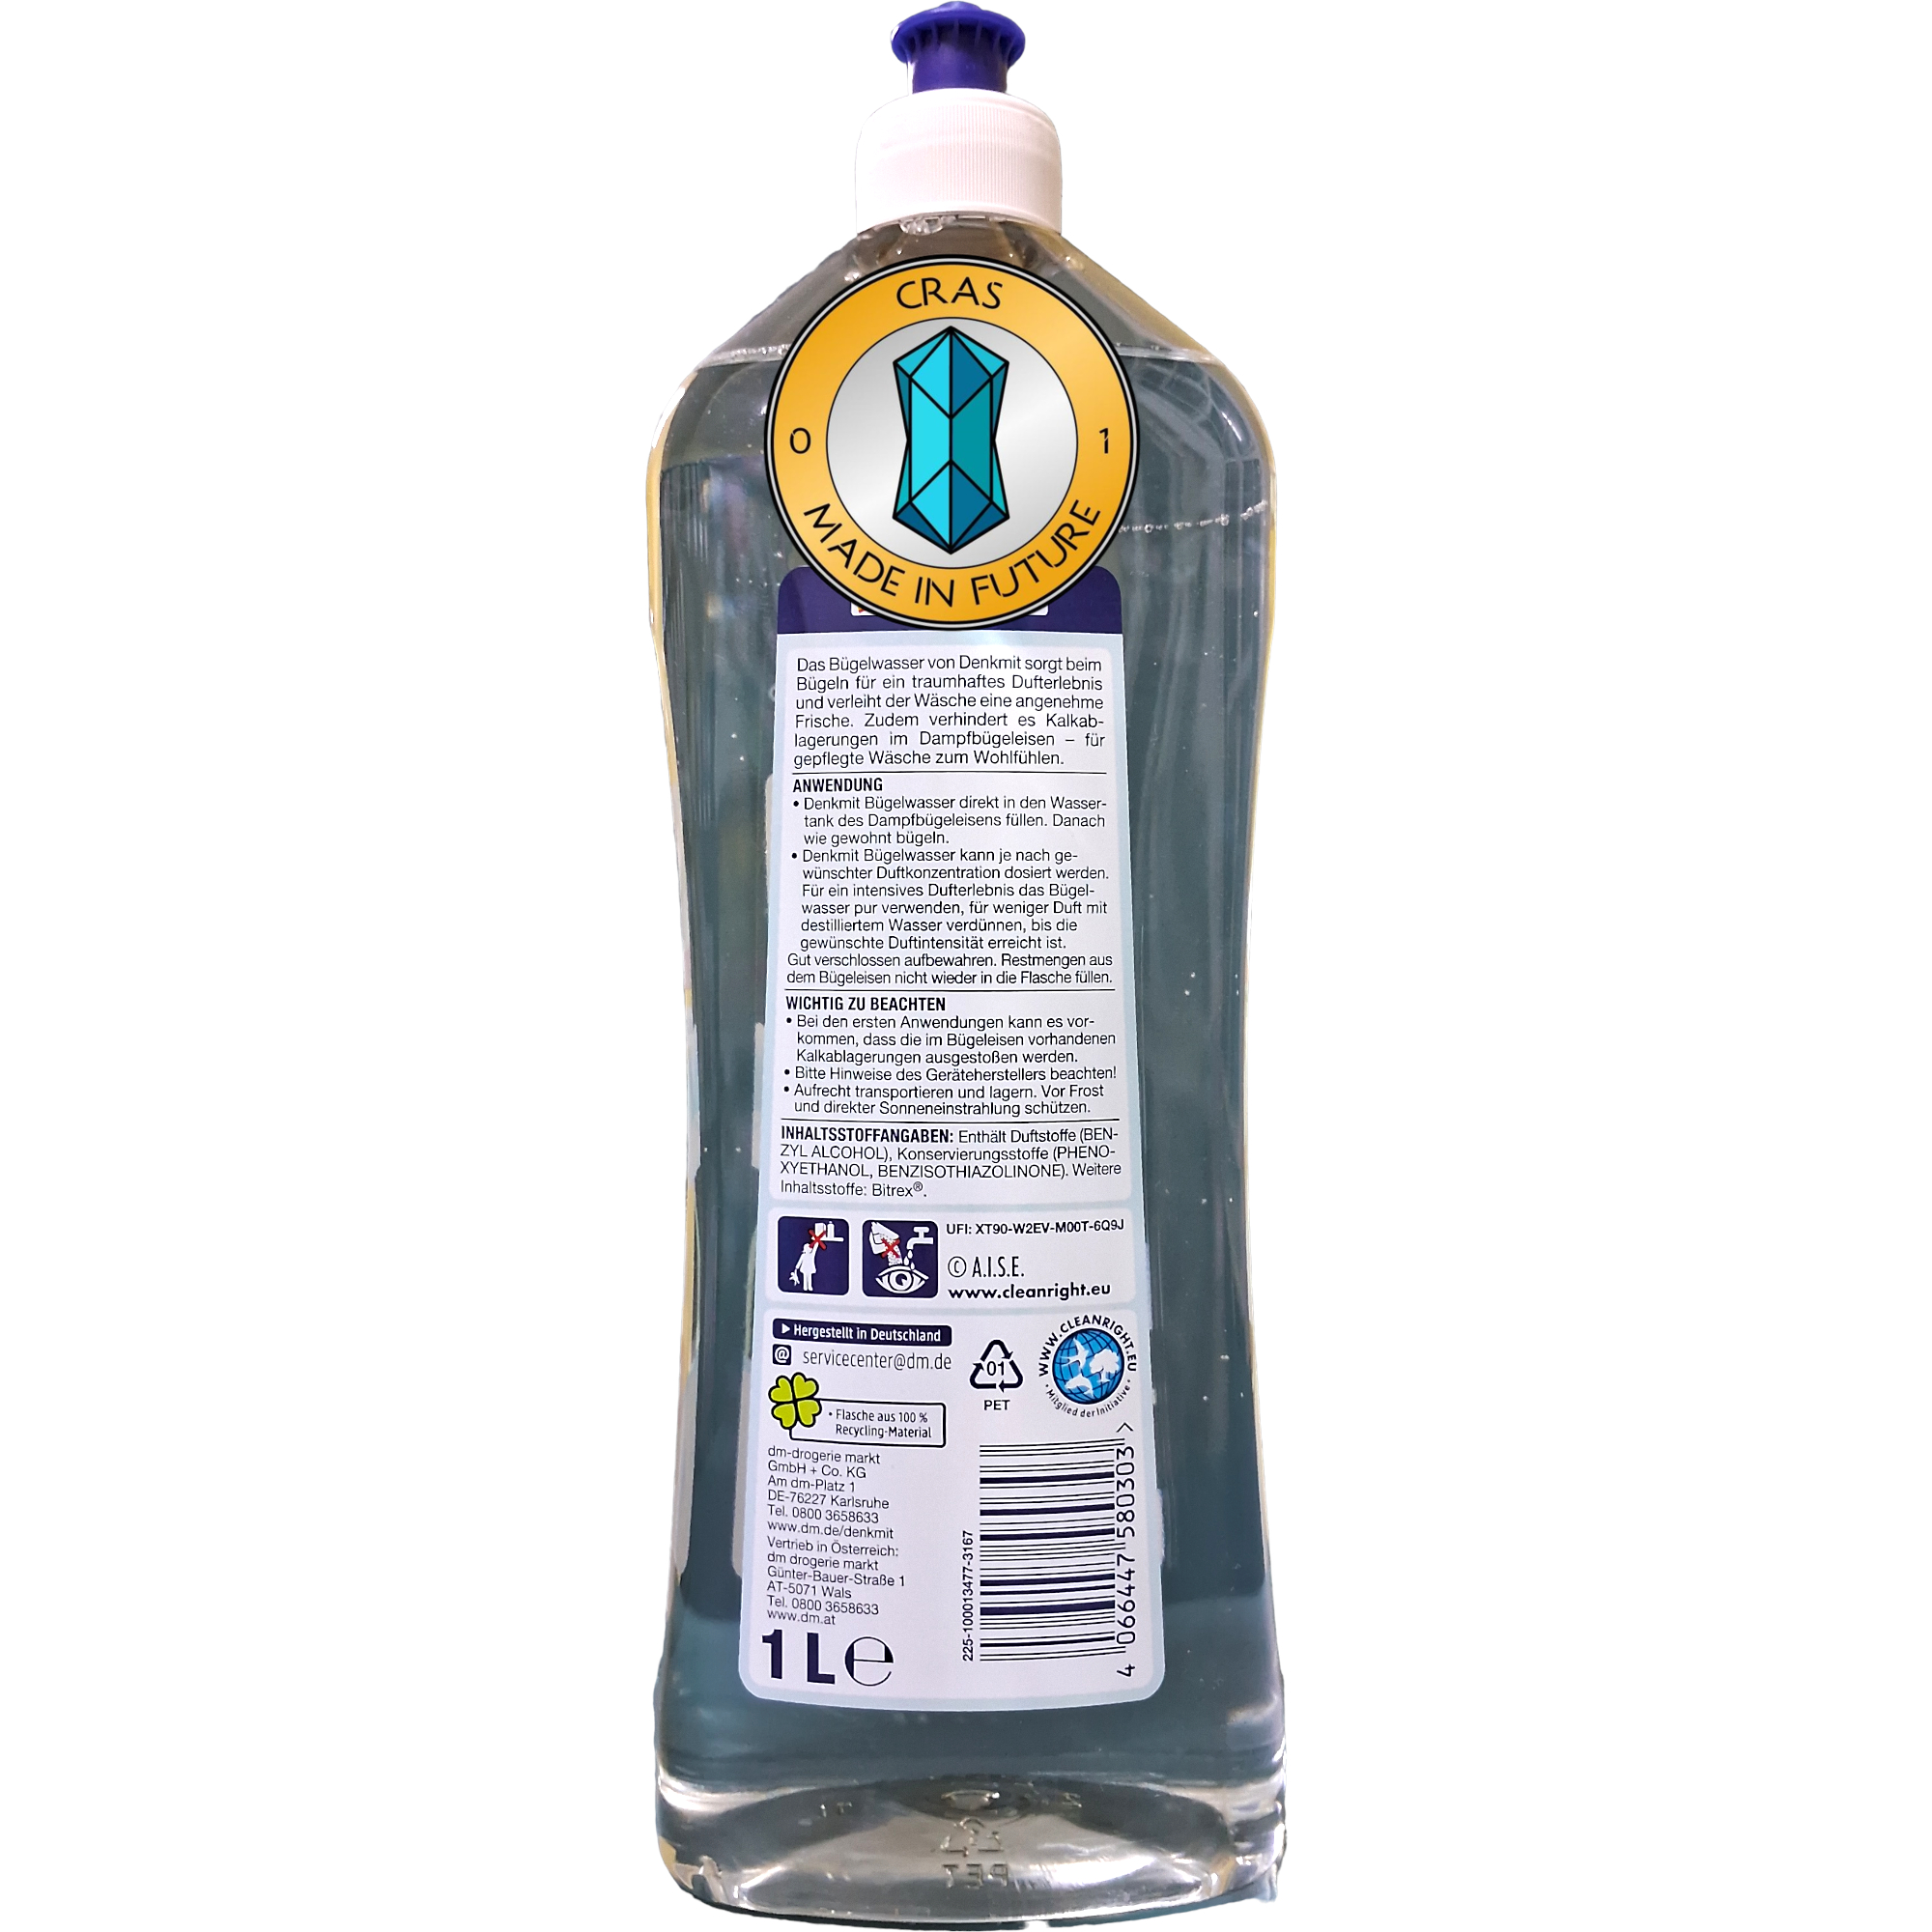 CRAS
0 1
MADE IN FUTURE
Das Bügelwasser von Denkmit sorgt beim
Bügeln für ein traumhaftes Dufterlebnis
und verleiht der Wäsche eine angenehme
Frische. Zudem verhindert es Kalkab-
lagerungen im Dampfbügeleisen – für
gepflegte Wäsche zum Wohlfühlen.
ANWENDUNG
• Denkmit Bügelwasser direkt in den Wasser-
tank des Dampfbügeleisens füllen. Danach
wie gewohnt bügeln.
• Denkmit Bügelwasser kann je nach ge-
wünschter Duftkonzentration dosiert werden.
Für ein intensives Dufterlebnis das Bügel-
wasser pur verwenden, für weniger Duft mit
destilliertem Wasser verdünnen, bis die
gewünschte Duftintensität erreicht ist.
Gut verschlossen aufbewahren. Restmengen aus
dem Bügeleisen nicht wieder in die Flasche füllen.
WICHTIG ZU BEACHTEN
• Bei den ersten Anwendungen kann es vor-
kommen, dass die im Bügeleisen vorhandenen
Kalkablagerungen ausgestoßen werden.
• Bitte Hinweise des Geräteherstellers beachten!
• Aufrecht transportieren und lagern. Vor Frost
und direkter Sonneneinstrahlung schützen.
INHALTSSTOFFANGABEN: Enthält Duftstoffe (BEN-
ZYL ALCOHOL), Konservierungsstoffe (PHENO-
XYETHANOL, BENZISOTHIAZOLINONE). Weitere
Inhaltsstoffe: Bitrex®.
UFI: XT90-W2EV-M00T-6Q9J
© A.I.S.E.
www.cleanright.eu
Hergestellt in Deutschland
@ servicecenter@dm.de
• Flasche aus 100 %
Recycling-Material
01
PET
WWW.CLEANRIGHT.EU
• Mitglied der Initiative •
dm-drogerie markt
GmbH + Co. KG
Am dm-Platz 1
DE-76227 Karlsruhe
Tel. 0800 3658633
www.dm.de/denkmit
Vertrieb in Österreich:
dm drogerie markt
Günter-Bauer-Straße 1
AT-5071 Wals
Tel. 0800 3658633
www.dm.at
1 L e
225-100013477-3167
4 066447 580303 >
PET